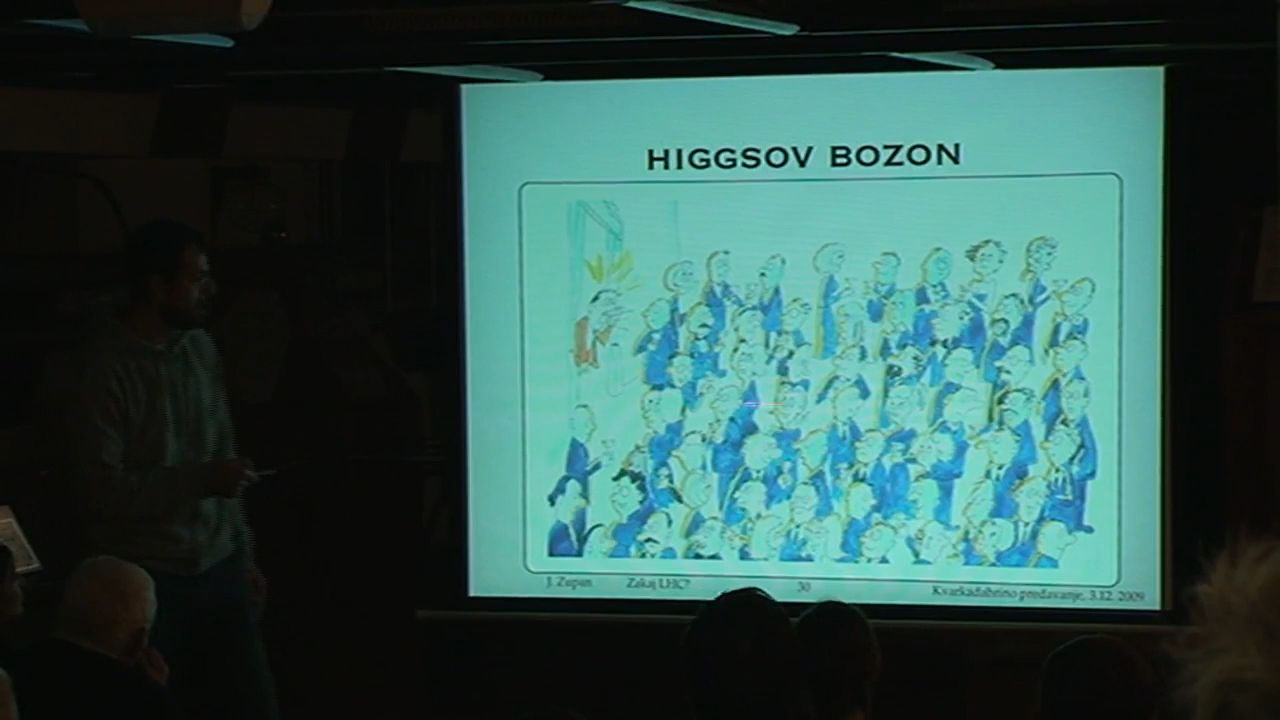 HIGGSOV BOZON
J. Zupan Zakaj LHC? 30 Kvarkadabrino predavanje, 3.12. 2009